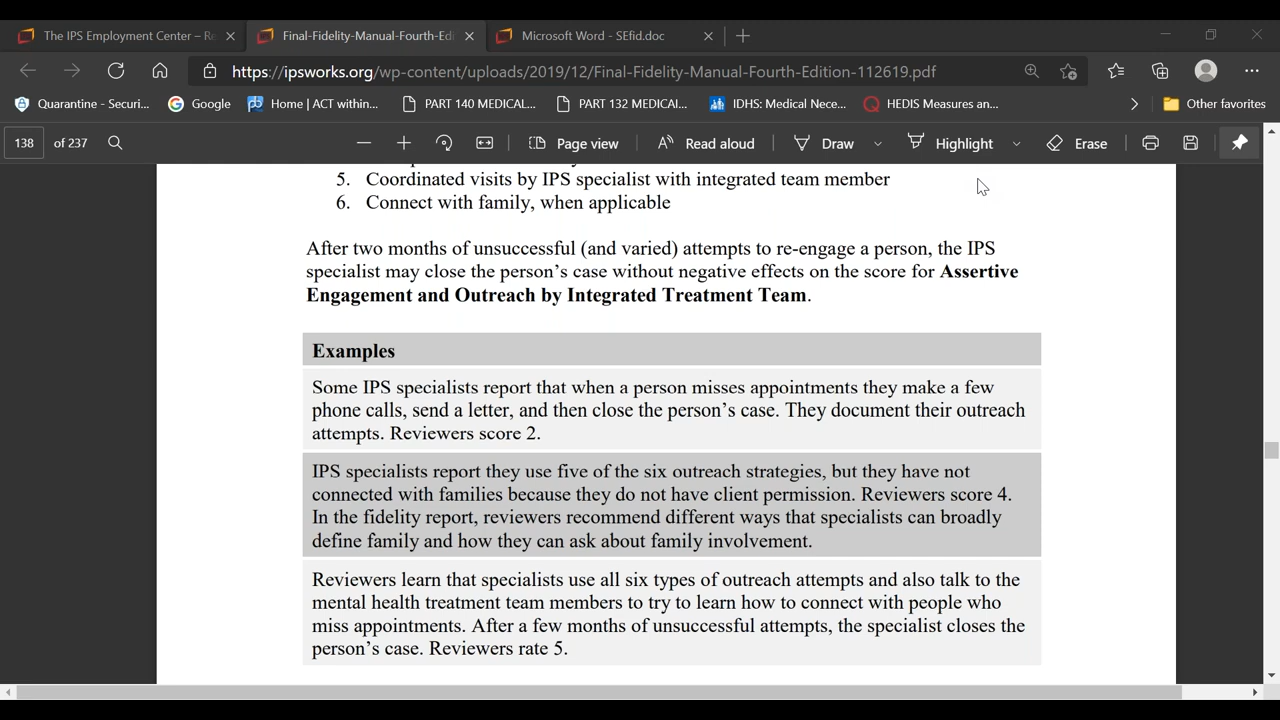 The IPS Employment Center – Re
Final-Fidelity-Manual-Fourth-Edi
Microsoft Word - SEfid.doc
https://ipsworks.org/wp-content/uploads/2019/12/Final-Fidelity-Manual-Fourth-Edition-112619.pdf
Quarantine - Securi...
Google
Home | ACT within...
PART 140 MEDICAL...
PART 132 MEDICAI...
IDHS: Medical Nece...
HEDIS Measures an...
Other favorites
138 of 237
Page view
Read aloud
Draw
Highlight
Erase
5. Coordinated visits by IPS specialist with integrated team member
6. Connect with family, when applicable
After two months of unsuccessful (and varied) attempts to re-engage a person, the IPS
specialist may close the person's case without negative effects on the score for Assertive
Engagement and Outreach by Integrated Treatment Team.
Examples
Some IPS specialists report that when a person misses appointments they make a few
phone calls, send a letter, and then close the person's case. They document their outreach
attempts. Reviewers score 2.
IPS specialists report they use five of the six outreach strategies, but they have not
connected with families because they do not have client permission. Reviewers score 4.
In the fidelity report, reviewers recommend different ways that specialists can broadly
define family and how they can ask about family involvement.
Reviewers learn that specialists use all six types of outreach attempts and also talk to the
mental health treatment team members to try to learn how to connect with people who
miss appointments. After a few months of unsuccessful attempts, the specialist closes the
person's case. Reviewers rate 5.